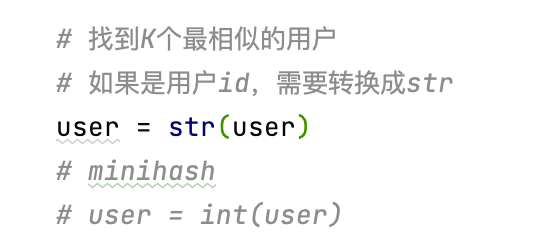 # 找到K个最相似的用户
# 如果是用户id，需要转换成str
user = str(user)
# minihash
# user = int(user)